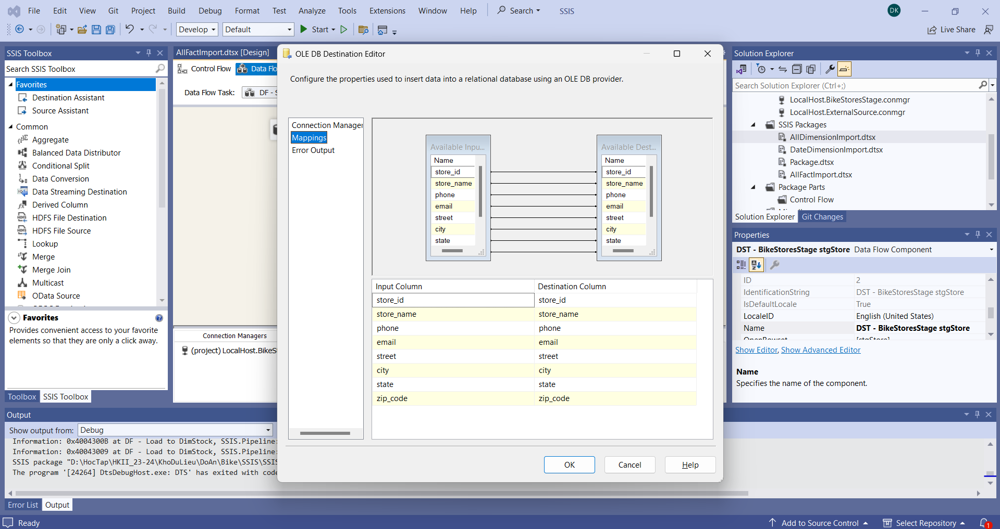 File Edit View Git Project Build Debug Format Test Analyze Tools Extensions Window Help Search SSIS DK
Develop Default Start Live Share
SSIS Toolbox
Search SSIS Toolbox
Favorites
Destination Assistant
Source Assistant
Common
Aggregate
Balanced Data Distributor
Conditional Split
Data Conversion
Data Streaming Destination
Derived Column
HDFS File Destination
HDFS File Source
Lookup
Merge
Merge Join
Multicast
OData Source
Favorites
Provides convenient access to your favorite
elements so that they are only a click away.
Toolbox SSIS Toolbox
AllFactImport.dtsx [Design]
Control Flow Data Flo
Data Flow Task: DF - S
Connection Managers
(project) LocalHost.BikeS
OLE DB Destination Editor
Configure the properties used to insert data into a relational database using an OLE DB provider.
Connection Manager
Mappings
Error Output
Available Inpu...
Name
store_id
store_name
phone
email
street
city
state
Available Dest...
Name
store_id
store_name
phone
email
street
city
state
Input Column Destination Column
store_id store_id
store_name store_name
phone phone
email email
street street
city city
state state
zip_code zip_code
OK Cancel Help
Solution Explorer
Search Solution Explorer (Ctrl+;)
LocalHost.BikeStoresStage.conmgr
LocalHost.ExternalSource.conmgr
SSIS Packages
AllDimensionImport.dtsx
DateDimensionImport.dtsx
Package.dtsx
AllFactImport.dtsx
Package Parts
Control Flow
Solution Explorer Git Changes
Properties
DST - BikeStoresStage stgStore Data Flow Component
ID 2
IdentificationString DST - BikeStoresStage stgStore
IsDefaultLocale True
LocaleID English (United States)
Name DST - BikeStoresStage stgStore
OpenRowset [stgStore]
Show Editor, Show Advanced Editor
Name
Specifies the name of the component.
Output
Show output from: Debug
Information: 0x4004300B at DF - Load to DimStock, SSIS.Pipeline:
Information: 0x40043009 at DF - Load to DimStock, SSIS.Pipeline:
SSIS package "D:\HocTap\HKII_23-24\KhoDuLieu\DoAn\Bike\SSIS\SSIS
The program '[24264] DtsDebugHost.exe: DTS' has exited with code
Error List Output
Ready Add to Source Control Select Repository 1